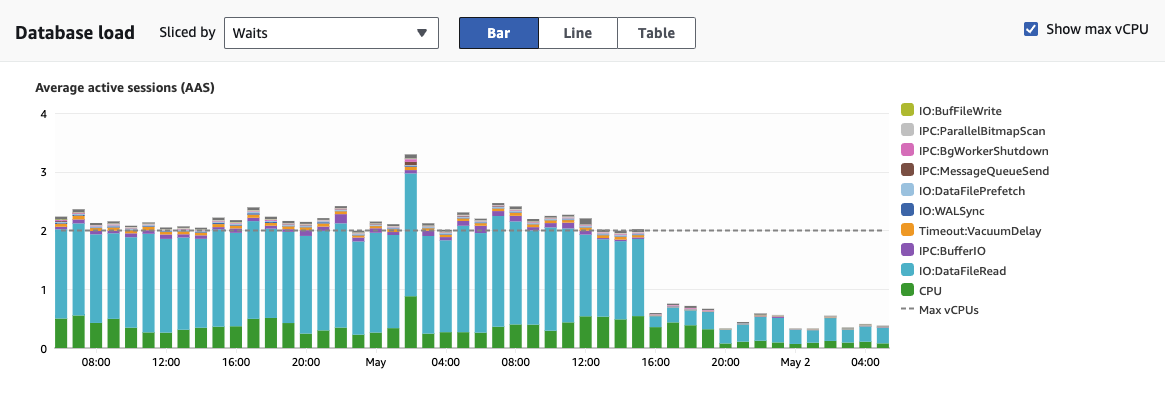 Database load Sliced by Waits Bar Line Table Show max vCPU
Average active sessions (AAS)
4
3
2
1
0
08:00 12:00 16:00 20:00 May 04:00 08:00 12:00 16:00 20:00 May 2 04:00
IO:BufFileWrite
IPC:ParallelBitmapScan
IPC:BgWorkerShutdown
IPC:MessageQueueSend
IO:DataFilePrefetch
IO:WALSync
Timeout:VacuumDelay
IPC:BufferIO
IO:DataFileRead
CPU
Max vCPUs